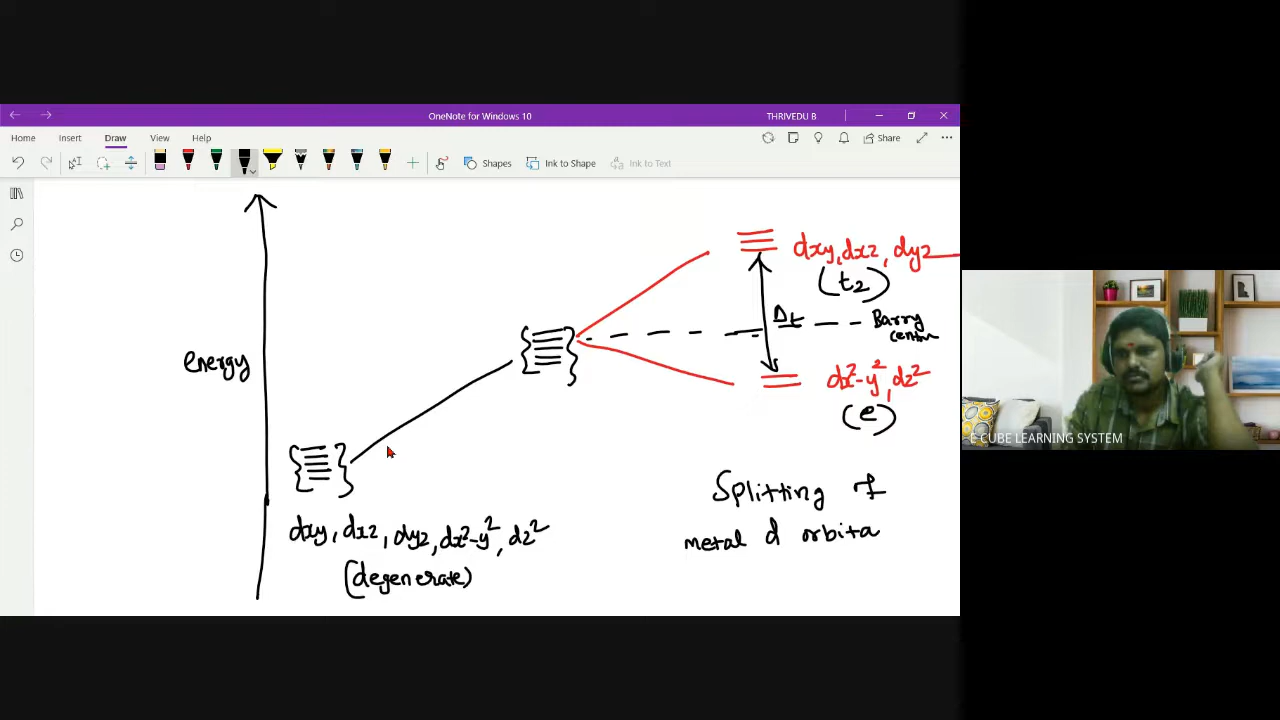 OneNote for Windows 10
THRIVEDU B
Home Insert Draw View Help
Share
Shapes
Ink to Shape
Ink to Text
energy
dxy, dxz, dyz
(t2)
Δt
Barry
centre
dx²-y², dz²
(e)
E CUBE LEARNING SYSTEM
dxy, dxz, dyz, dx²-y², dz²
(degenerate)
Splitting of
metal d orbita